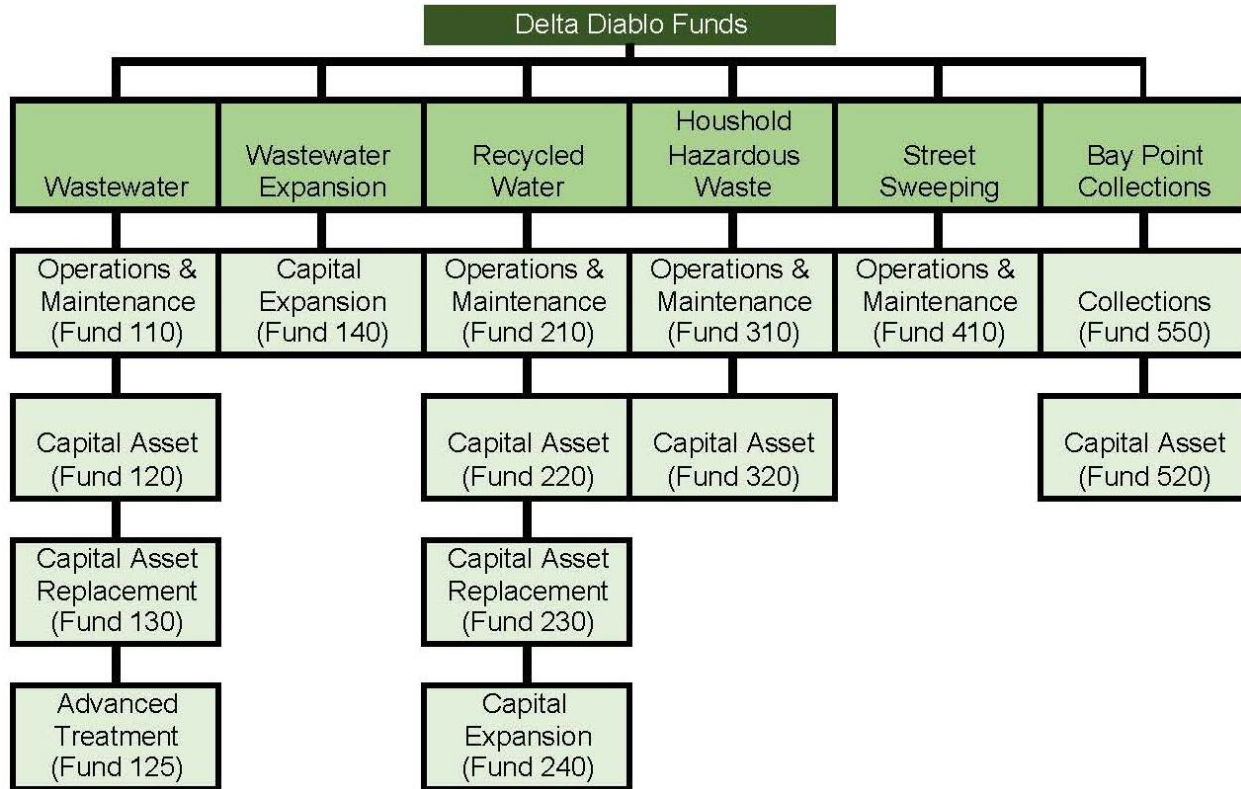 Delta Diablo Funds
Wastewater
Wastewater
Expansion
Recycled
Water
Houshold
Hazardous
Waste
Street
Sweeping
Bay Point
Collections
Operations &
Maintenance
(Fund 110)
Capital
Expansion
(Fund 140)
Operations &
Maintenance
(Fund 210)
Operations &
Maintenance
(Fund 310)
Operations &
Maintenance
(Fund 410)
Collections
(Fund 550)
Capital Asset
(Fund 120)
Capital Asset
(Fund 220)
Capital Asset
(Fund 320)
Capital Asset
(Fund 520)
Capital Asset
Replacement
(Fund 130)
Capital Asset
Replacement
(Fund 230)
Advanced
Treatment
(Fund 125)
Capital
Expansion
(Fund 240)